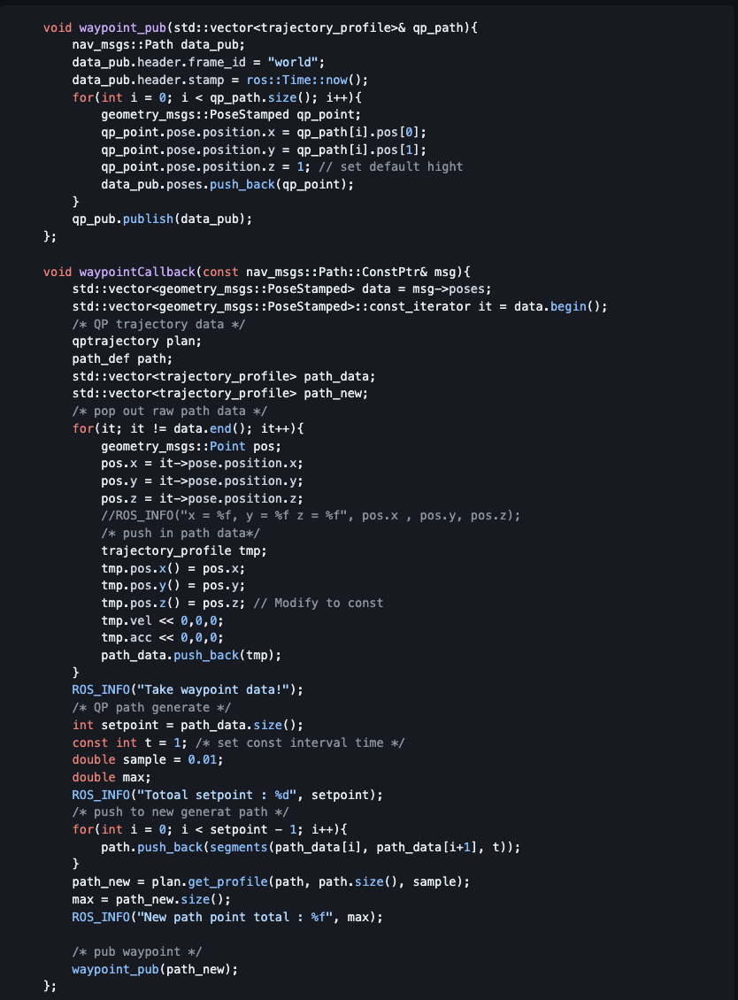 void waypoint_pub(std::vector<trajectory_profile>& qp_path){
    nav_msgs::Path data_pub;
    data_pub.header.frame_id = "world";
    data_pub.header.stamp = ros::Time::now();
    for(int i = 0; i < qp_path.size(); i++){
        geometry_msgs::PoseStamped qp_point;
        qp_point.pose.position.x = qp_path[i].pos[0];
        qp_point.pose.position.y = qp_path[i].pos[1];
        qp_point.pose.position.z = 1; // set default hight
        data_pub.poses.push_back(qp_point);
    }
    qp_pub.publish(data_pub);
};

void waypointCallback(const nav_msgs::Path::ConstPtr& msg){
    std::vector<geometry_msgs::PoseStamped> data = msg->poses;
    std::vector<geometry_msgs::PoseStamped>::const_iterator it = data.begin();
    /* QP trajectory data */
    qptrajectory plan;
    path_def path;
    std::vector<trajectory_profile> path_data;
    std::vector<trajectory_profile> path_new;
    /* pop out raw path data */
    for(it; it != data.end(); it++){
        geometry_msgs::Point pos;
        pos.x = it->pose.position.x;
        pos.y = it->pose.position.y;
        pos.z = it->pose.position.z;
        //ROS_INFO("x = %f, y = %f z = %f", pos.x , pos.y, pos.z);
        /* push in path data*/
        trajectory_profile tmp;
        tmp.pos.x() = pos.x;
        tmp.pos.y() = pos.y;
        tmp.pos.z() = pos.z; // Modify to const
        tmp.vel << 0,0,0;
        tmp.acc << 0,0,0;
        path_data.push_back(tmp);
    }
    ROS_INFO("Take waypoint data!");
    /* QP path generate */
    int setpoint = path_data.size();
    const int t = 1; /* set const interval time */
    double sample = 0.01;
    double max;
    ROS_INFO("Totoal setpoint : %d", setpoint);
    /* push to new generat path */
    for(int i = 0; i < setpoint - 1; i++){
        path.push_back(segments(path_data[i], path_data[i+1], t));
    }
    path_new = plan.get_profile(path, path.size(), sample);
    max = path_new.size();
    ROS_INFO("New path point total : %f", max);

    /* pub waypoint */
    waypoint_pub(path_new);
};